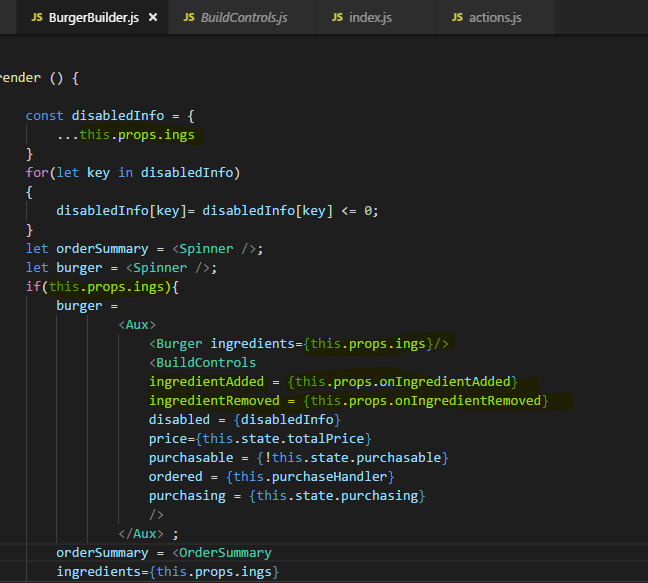 JS BurgerBuilder.js × JS BuildControls.js JS index.js JS actions.js
render () {
const disabledInfo = {
...this.props.ings
}
for(let key in disabledInfo)
{
disabledInfo[key]= disabledInfo[key] <= 0;
}
let orderSummary = <Spinner />;
let burger = <Spinner />;
if(this.props.ings){
burger =
<Aux>
<Burger ingredients={this.props.ings}/>
<BuildControls
ingredientAdded = {this.props.onIngredientAdded}
ingredientRemoved = {this.props.onIngredientRemoved}
disabled = {disabledInfo}
price={this.state.totalPrice}
purchasable = {!this.state.purchasable}
ordered = {this.purchaseHandler}
purchasing = {this.state.purchasing}
/>
</Aux> ;
orderSummary = <OrderSummary
ingredients={this.props.ings}